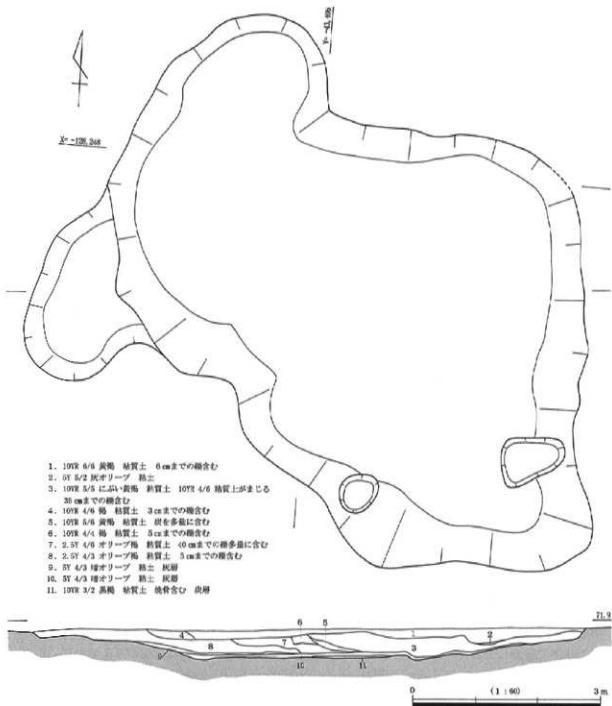 Y=-47,498
X=-128,246
1. 10YR 6/6 黄褐 粘質土 6㎝までの礫含む
2. 5Y 5/2 灰オリーブ 粘土
3. 10YR 5/5 にぶい黄褐 粘質土 10YR 4/6 粘質土がまじる
38㎝までの礫含む
4. 10YR 4/6 褐 粘質土 3㎝までの礫含む
5. 10YR 5/6 黄褐 粘質土 炭を多量に含む
6. 10YR 4/4 褐 粘質土 5㎝までの礫含む
7. 2.5Y 4/6 オリーブ褐 粘質土 40㎝までの礫多量に含む
8. 2.5Y 4/3 オリーブ褐 粘質土 5㎝までの礫含む
9. 5Y 4/3 暗オリーブ 粘土 灰層
10. 5Y 4/3 暗オリーブ 粘土 灰層
11. 10YR 3/2 黒褐 粘質土 焼骨含む 炭層
71.9
6 5
4 1 2
8 7 3
9 10 11
0 (1:60) 3m